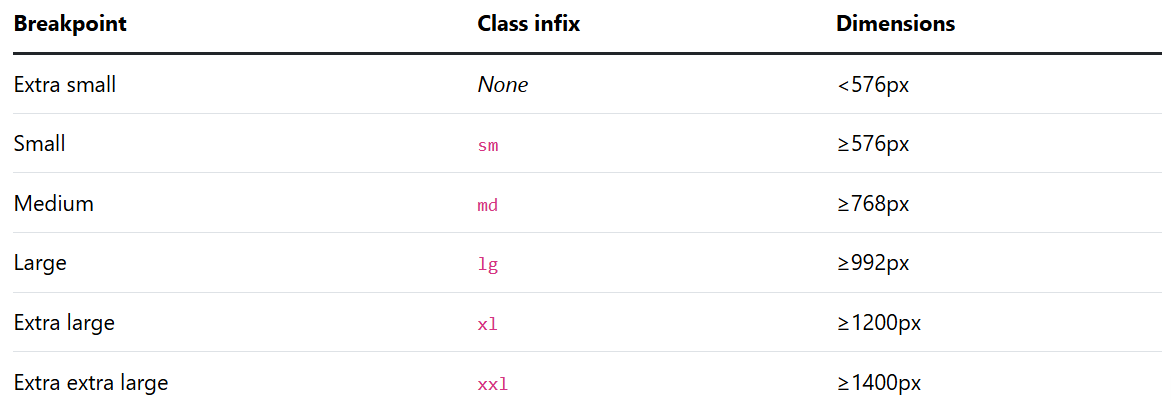 Breakpoint Class infix Dimensions
Extra small None <576px
Small sm ≥576px
Medium md ≥768px
Large lg ≥992px
Extra large xl ≥1200px
Extra extra large xxl ≥1400px